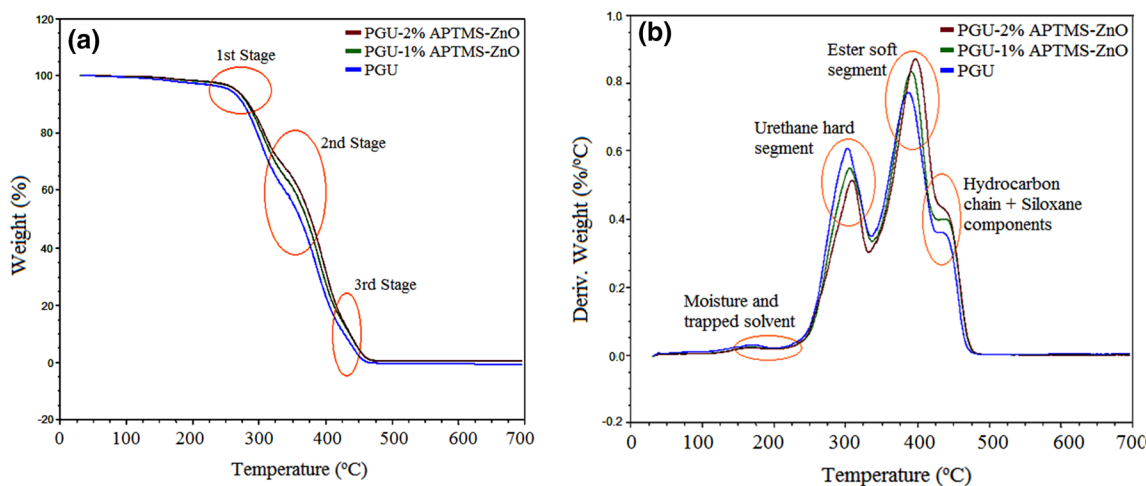 (a)
PGU-2% APTMS-ZnO
PGU-1% APTMS-ZnO
PGU
1st Stage
2nd Stage
3rd Stage
Weight (%)
120
100
80
60
40
20
0
-20
0 100 200 300 400 500 600 700
Temperature (ºC)
(b)
PGU-2% APTMS-ZnO
PGU-1% APTMS-ZnO
PGU
Ester soft
segment
Urethane hard
segment
Hydrocarbon
chain + Siloxane
components
Moisture and
trapped solvent
Deriv. Weight (%/ºC)
1.0
0.8
0.6
0.4
0.2
0.0
-0.2
0 100 200 300 400 500 600 700
Temperature (ºC)